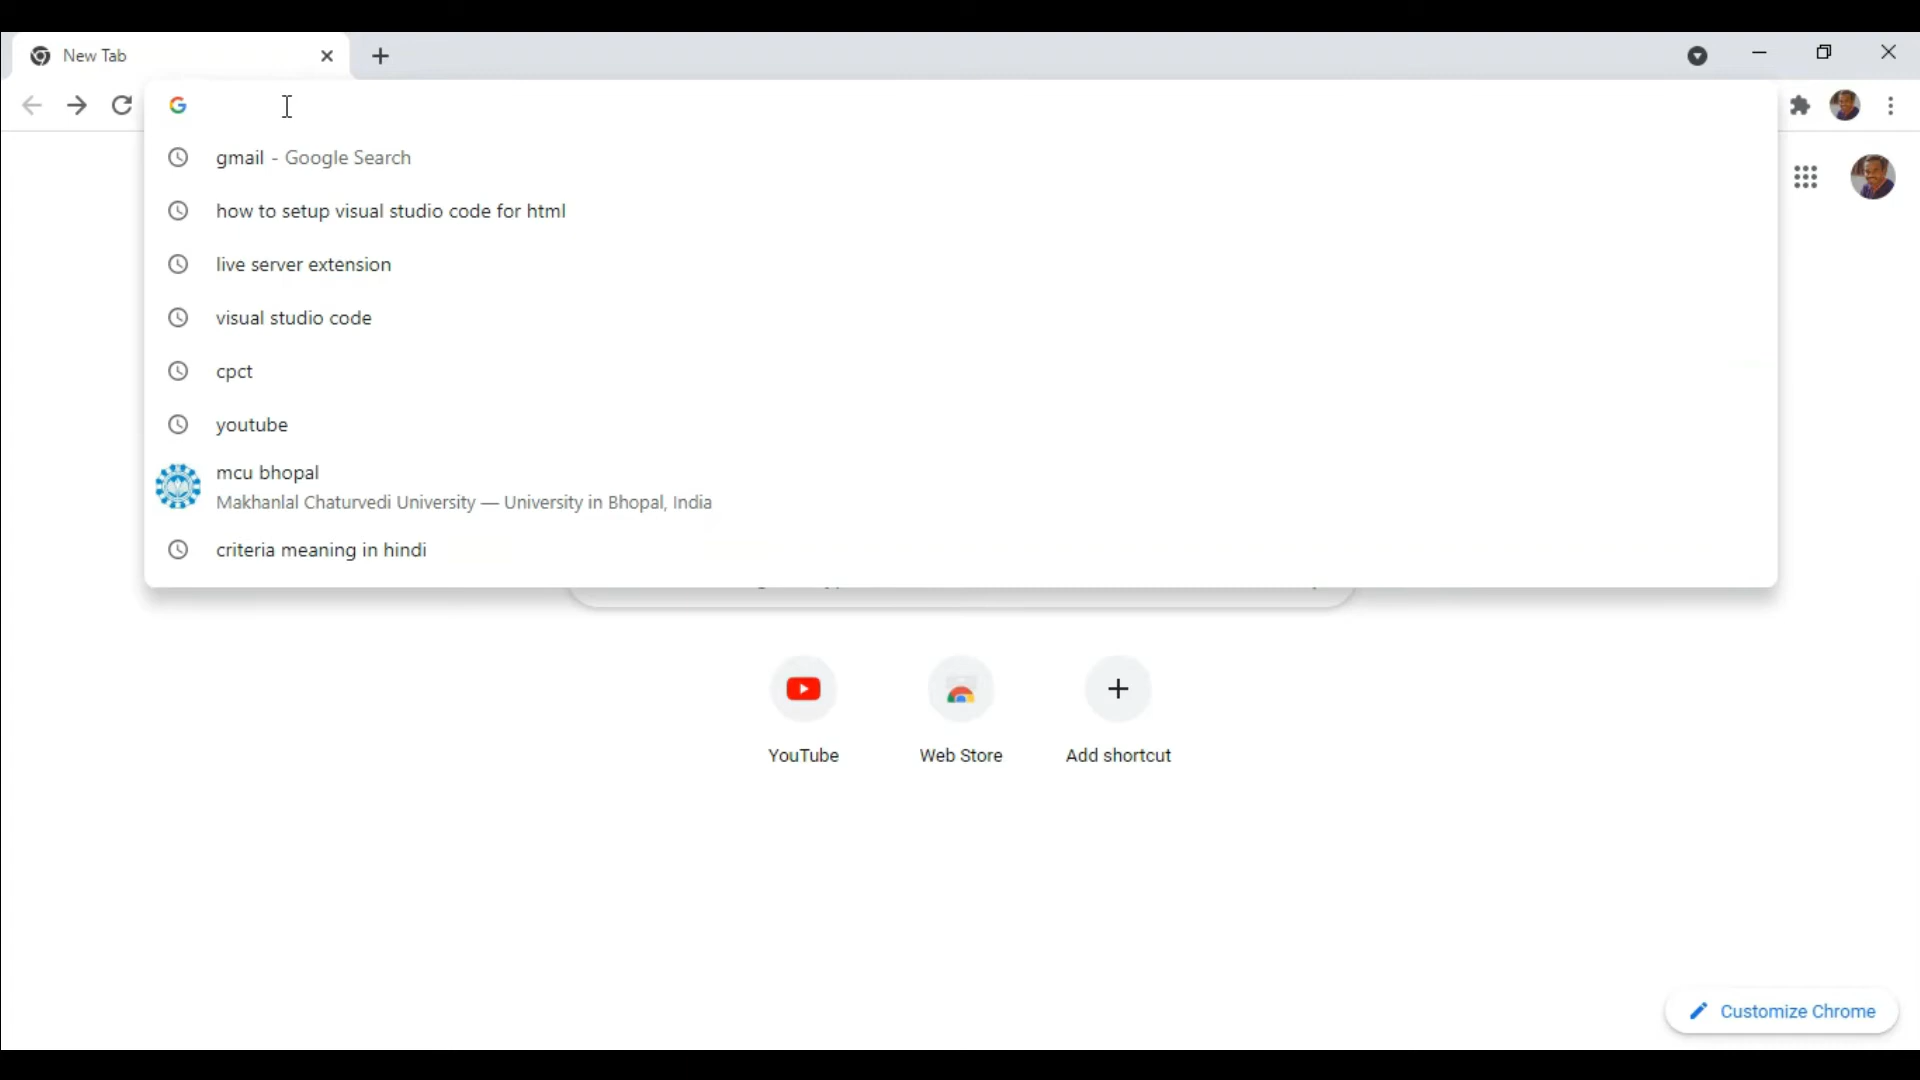 New Tab
gmail - Google Search
how to setup visual studio code for html
live server extension
visual studio code
cpct
youtube
mcu bhopal
Makhanlal Chaturvedi University — University in Bhopal, India
criteria meaning in hindi
YouTube
Web Store
Add shortcut
Customize Chrome